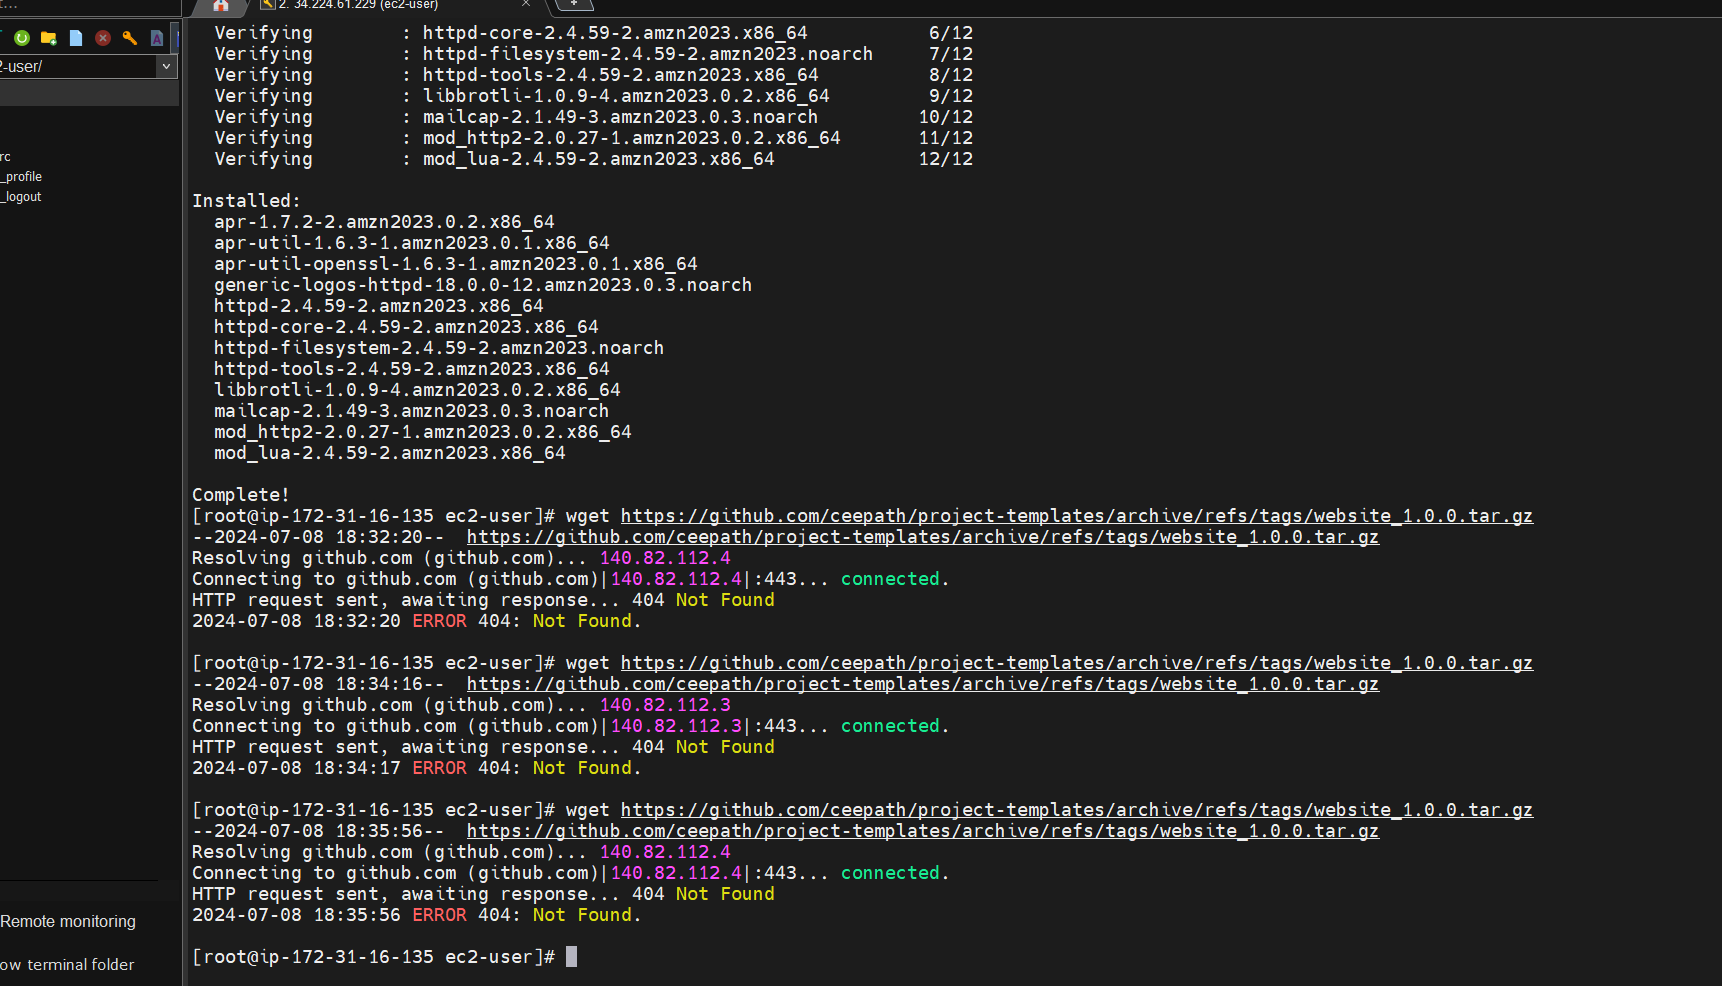 2. 34.224.61.229 (ec2-user)
2-user/
rc
_profile
_logout
Remote monitoring
ow terminal folder
Verifying : httpd-core-2.4.59-2.amzn2023.x86_64 6/12
Verifying : httpd-filesystem-2.4.59-2.amzn2023.noarch 7/12
Verifying : httpd-tools-2.4.59-2.amzn2023.x86_64 8/12
Verifying : libbrotli-1.0.9-4.amzn2023.0.2.x86_64 9/12
Verifying : mailcap-2.1.49-3.amzn2023.0.3.noarch 10/12
Verifying : mod_http2-2.0.27-1.amzn2023.0.2.x86_64 11/12
Verifying : mod_lua-2.4.59-2.amzn2023.x86_64 12/12
Installed:
apr-1.7.2-2.amzn2023.0.2.x86_64
apr-util-1.6.3-1.amzn2023.0.1.x86_64
apr-util-openssl-1.6.3-1.amzn2023.0.1.x86_64
generic-logos-httpd-18.0.0-12.amzn2023.0.3.noarch
httpd-2.4.59-2.amzn2023.x86_64
httpd-core-2.4.59-2.amzn2023.x86_64
httpd-filesystem-2.4.59-2.amzn2023.noarch
httpd-tools-2.4.59-2.amzn2023.x86_64
libbrotli-1.0.9-4.amzn2023.0.2.x86_64
mailcap-2.1.49-3.amzn2023.0.3.noarch
mod_http2-2.0.27-1.amzn2023.0.2.x86_64
mod_lua-2.4.59-2.amzn2023.x86_64
Complete!
[root@ip-172-31-16-135 ec2-user]# wget https://github.com/ceepath/project-templates/archive/refs/tags/website_1.0.0.tar.gz
--2024-07-08 18:32:20-- https://github.com/ceepath/project-templates/archive/refs/tags/website_1.0.0.tar.gz
Resolving github.com (github.com)... 140.82.112.4
Connecting to github.com (github.com)|140.82.112.4|:443... connected.
HTTP request sent, awaiting response... 404 Not Found
2024-07-08 18:32:20 ERROR 404: Not Found.
[root@ip-172-31-16-135 ec2-user]# wget https://github.com/ceepath/project-templates/archive/refs/tags/website_1.0.0.tar.gz
--2024-07-08 18:34:16-- https://github.com/ceepath/project-templates/archive/refs/tags/website_1.0.0.tar.gz
Resolving github.com (github.com)... 140.82.112.3
Connecting to github.com (github.com)|140.82.112.3|:443... connected.
HTTP request sent, awaiting response... 404 Not Found
2024-07-08 18:34:17 ERROR 404: Not Found.
[root@ip-172-31-16-135 ec2-user]# wget https://github.com/ceepath/project-templates/archive/refs/tags/website_1.0.0.tar.gz
--2024-07-08 18:35:56-- https://github.com/ceepath/project-templates/archive/refs/tags/website_1.0.0.tar.gz
Resolving github.com (github.com)... 140.82.112.4
Connecting to github.com (github.com)|140.82.112.4|:443... connected.
HTTP request sent, awaiting response... 404 Not Found
2024-07-08 18:35:56 ERROR 404: Not Found.
[root@ip-172-31-16-135 ec2-user]#